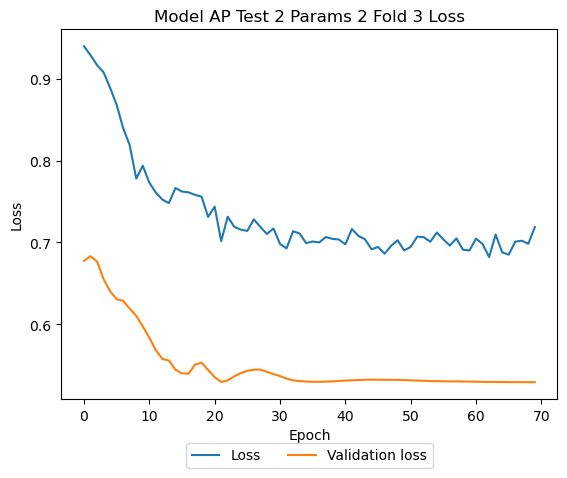 Model AP Test 2 Params 2 Fold 3 Loss
Loss
0.9
0.8
0.7
0.6
0 10 20 30 40 50 60 70
Epoch
Loss Validation loss